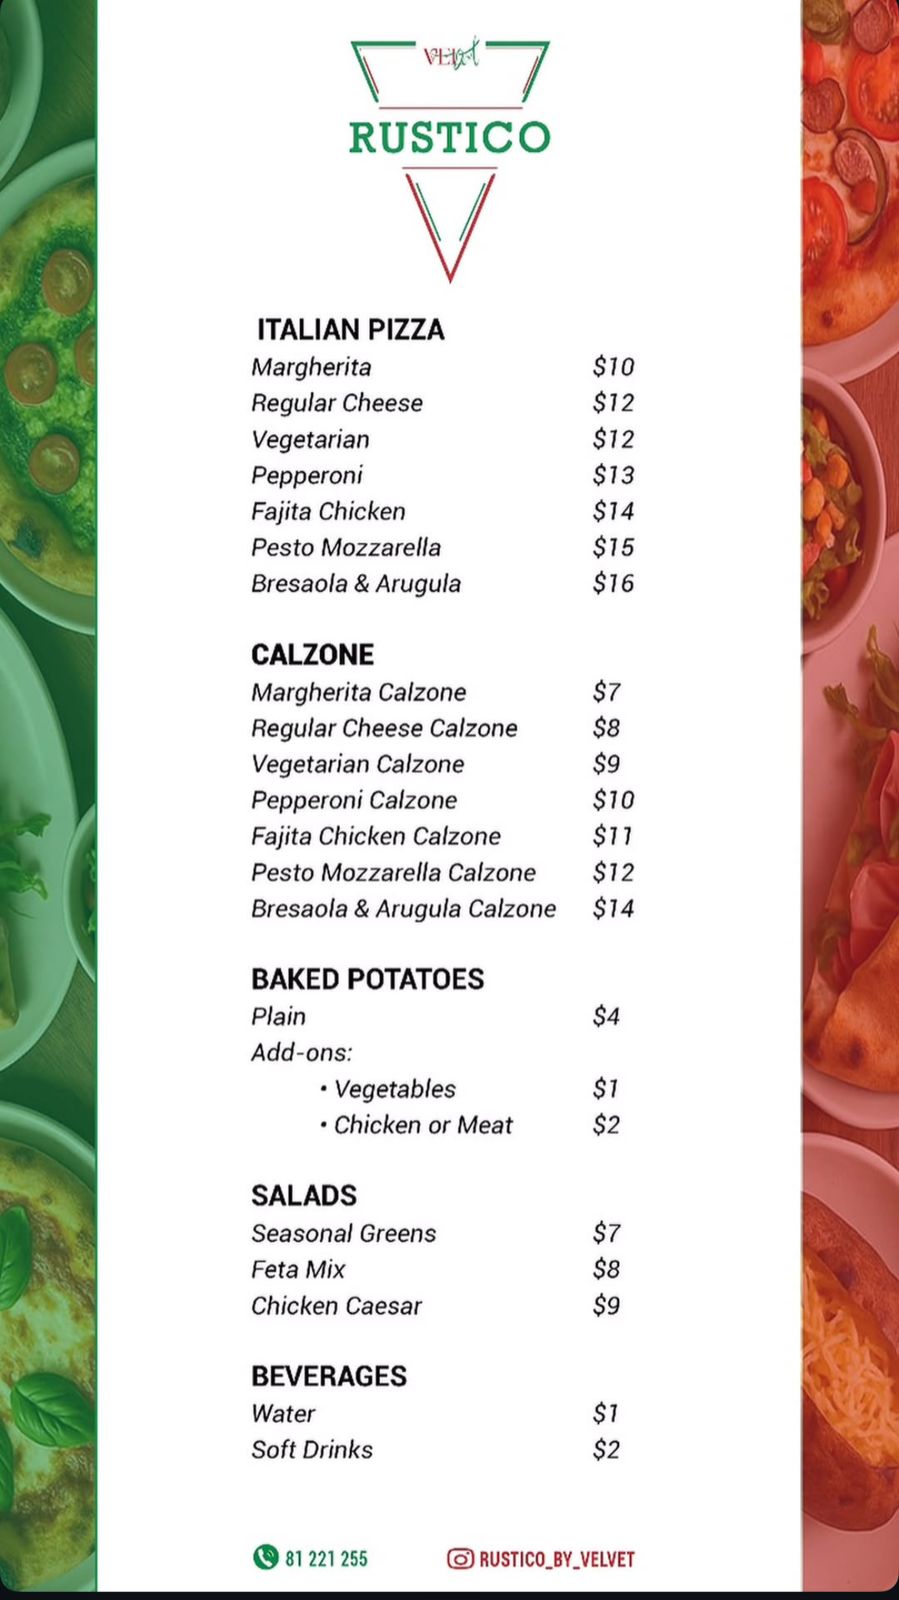 VELvet
RUSTICO
ITALIAN PIZZA
Margherita $10
Regular Cheese $12
Vegetarian $12
Pepperoni $13
Fajita Chicken $14
Pesto Mozzarella $15
Bresaola & Arugula $16
CALZONE
Margherita Calzone $7
Regular Cheese Calzone $8
Vegetarian Calzone $9
Pepperoni Calzone $10
Fajita Chicken Calzone $11
Pesto Mozzarella Calzone $12
Bresaola & Arugula Calzone $14
BAKED POTATOES
Plain $4
Add-ons:
• Vegetables $1
• Chicken or Meat $2
SALADS
Seasonal Greens $7
Feta Mix $8
Chicken Caesar $9
BEVERAGES
Water $1
Soft Drinks $2
81 221 255 RUSTICO_BY_VELVET